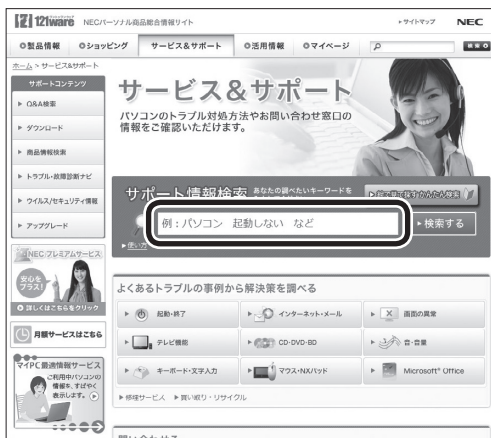 121ware NECパーソナル商品総合情報サイト
▶サイトマップ NEC
製品情報 ショッピング サービス&サポート 活用情報 マイページ 検索
ホーム > サービス&サポート
サポートコンテンツ
▶ Q&A検索
▶ ダウンロード
▶ 商品情報検索
▶ トラブル・故障診断ナビ
▶ ウイルス/セキュリティ情報
▶ アップグレード
NEC プレミアムサービス
安心を
プラス!
詳しくはこちらをクリック
月額サービスはこちら
マイPC最適情報サービス
ご利用中パソコンの
情報を、すばやく
表示します。
サービス&サポート
パソコンのトラブル対処方法やお問い合わせ窓口の
情報をご確認いただけます。
サポート情報検索 あなたの調べたいキーワードを
例:パソコン 起動しない など
▶検索する
▶使い方
よくあるトラブルの事例から解決策を調べる
▶ 起動・終了 ▶ インターネット・メール ▶ 画面の異常
▶ テレビ機能 ▶ CD・DVD・BD ▶ 音・音量
▶ キーボード・文字入力 ▶ マウス・NXパッド ▶ Microsoft® Office
▶修理サービス ▶買い取り・リサイクル